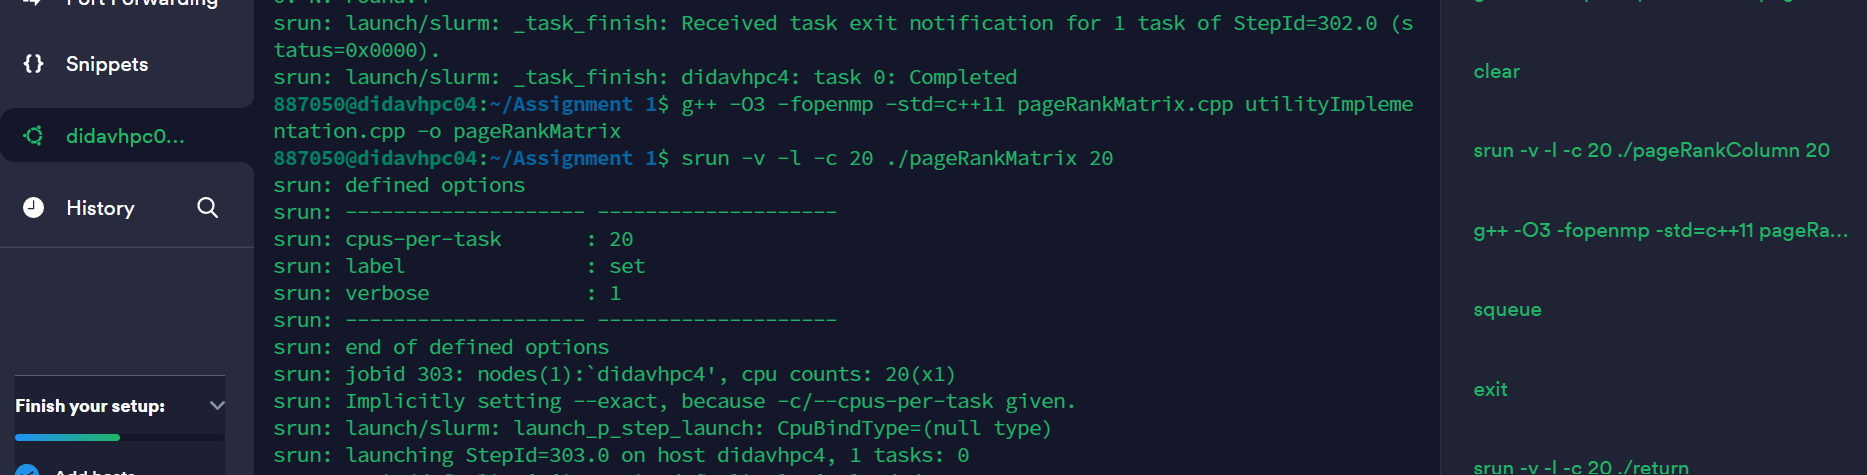 Port Forwarding
Snippets
didavhpc0...
History
Finish your setup:
Add hosts
srun: launch/slurm: _task_finish: Received task exit notification for 1 task of StepId=302.0 (s
tatus=0x0000).
srun: launch/slurm: _task_finish: didavhpc4: task 0: Completed
887050@didavhpc04:~/Assignment 1$ g++ -O3 -fopenmp -std=c++11 pageRankMatrix.cpp utilityImpleme
ntation.cpp -o pageRankMatrix
887050@didavhpc04:~/Assignment 1$ srun -v -l -c 20 ./pageRankMatrix 20
srun: defined options
srun: -------------------- --------------------
srun: cpus-per-task       : 20
srun: label               : set
srun: verbose             : 1
srun: -------------------- --------------------
srun: end of defined options
srun: jobid 303: nodes(1):`didavhpc4', cpu counts: 20(x1)
srun: Implicitly setting --exact, because -c/--cpus-per-task given.
srun: launch/slurm: launch_p_step_launch: CpuBindType=(null type)
srun: launching StepId=303.0 on host didavhpc4, 1 tasks: 0
clear
srun -v -l -c 20 ./pageRankColumn 20
g++ -O3 -fopenmp -std=c++11 pageRa...
squeue
exit
srun -v -l -c 20 ./return